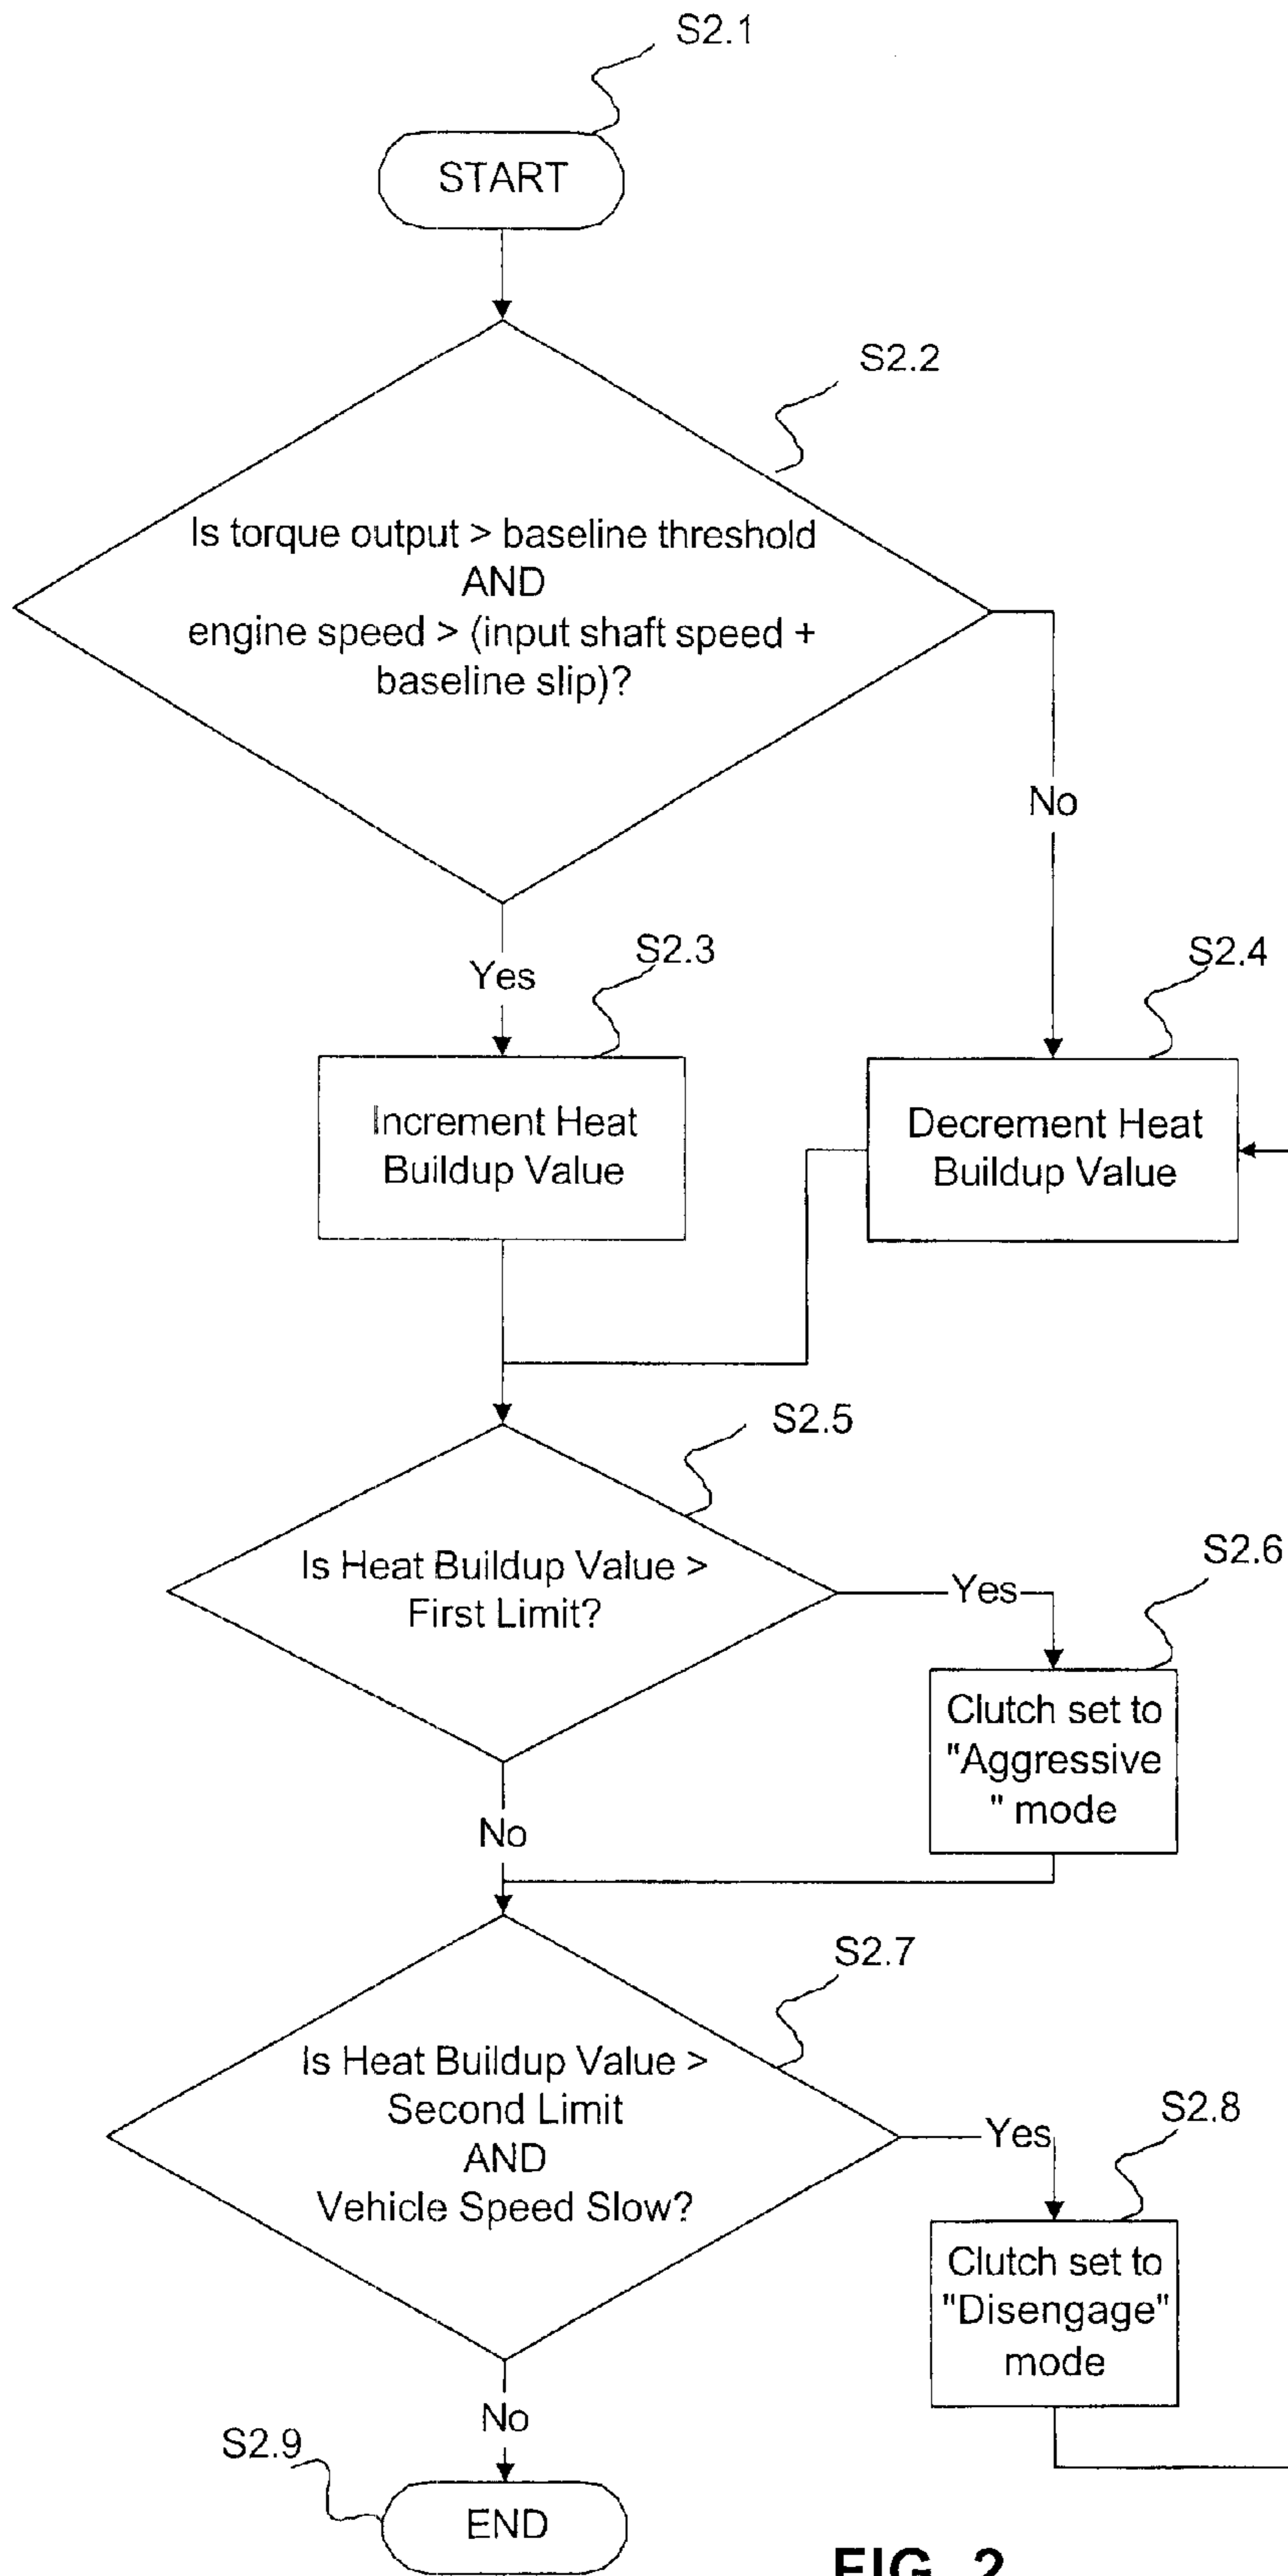 S2.1
START
S2.2
Is torque output > baseline threshold
AND
engine speed > (input shaft speed +
baseline slip)?
No
Yes
S2.3
S2.4
Increment Heat
Buildup Value
Decrement Heat
Buildup Value
S2.5
Is Heat Buildup Value >
First Limit?
Yes
S2.6
Clutch set to
"Aggressive
" mode
No
S2.7
Is Heat Buildup Value >
Second Limit
AND
Vehicle Speed Slow?
Yes
S2.8
Clutch set to
"Disengage"
mode
No
S2.9
END
FIG. 2